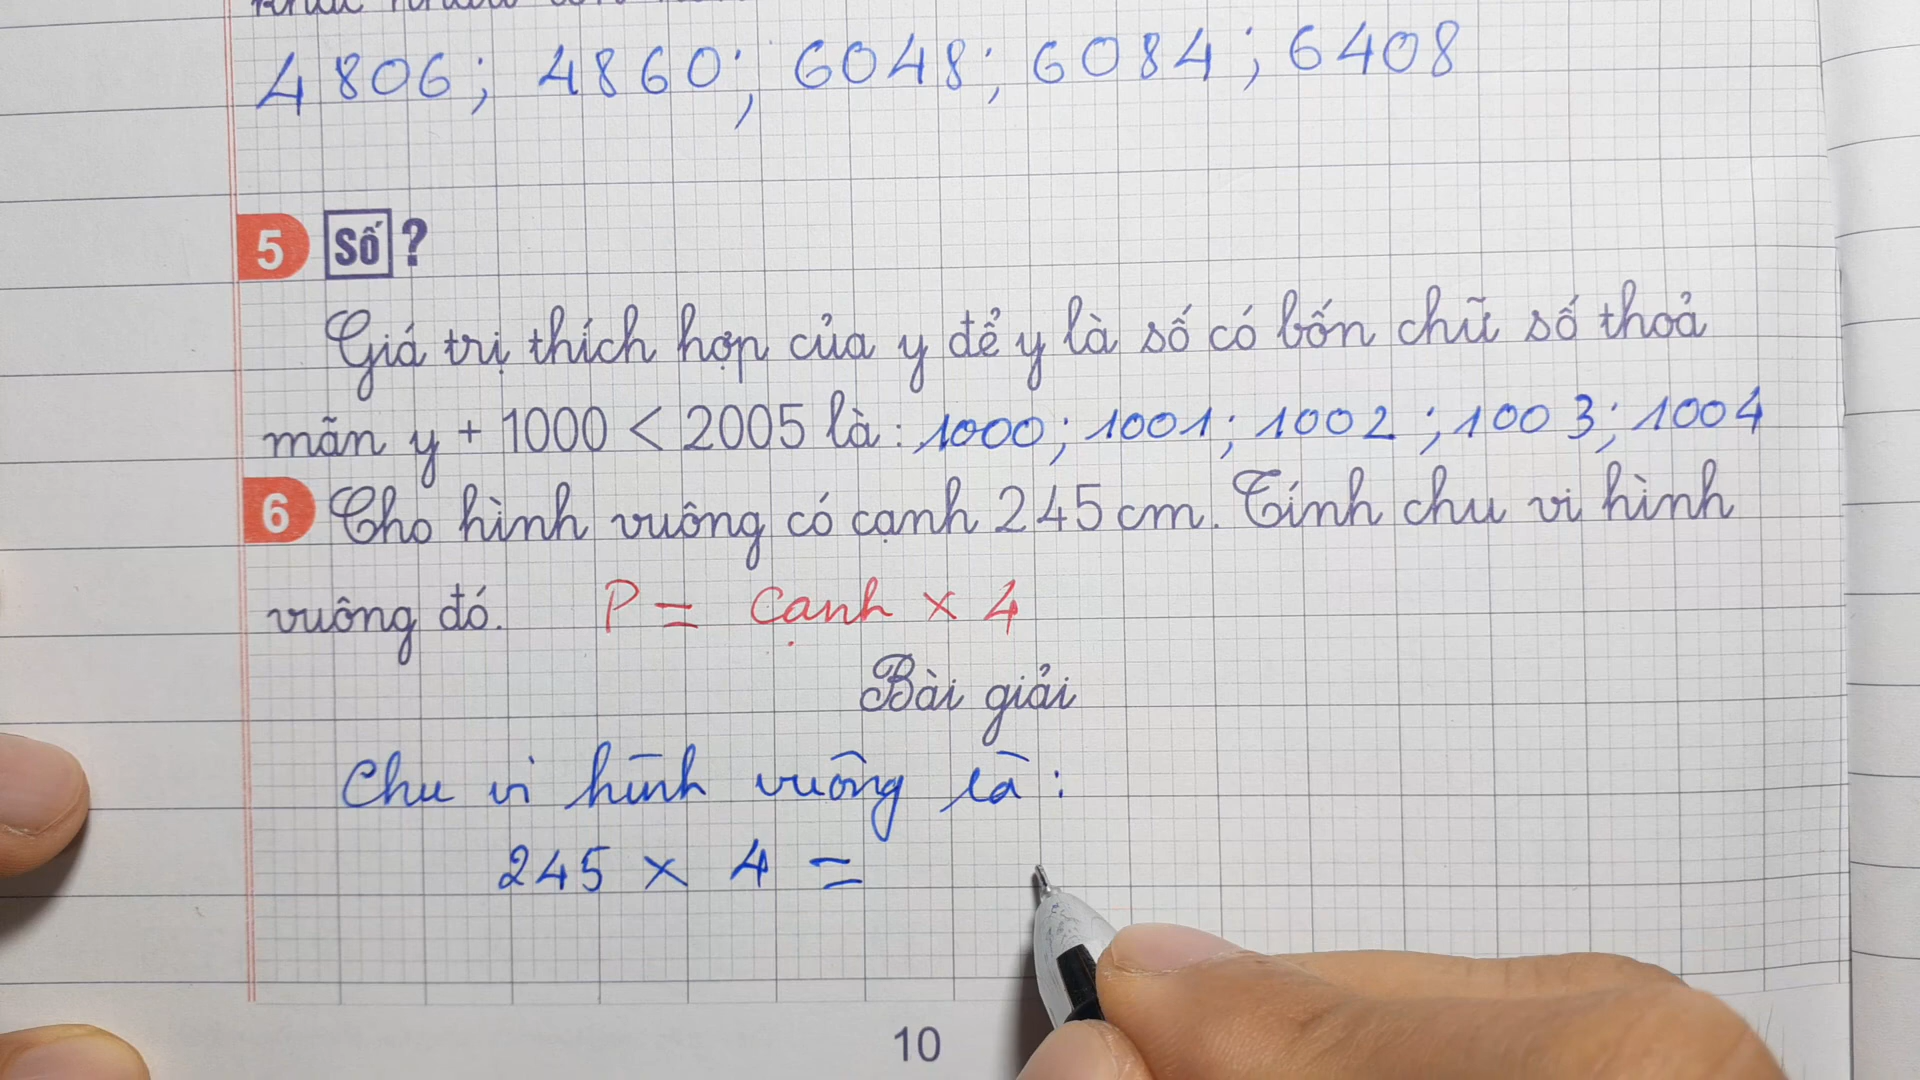 4806; 4860; 6048; 6084; 6408
5 Số ?
Giá trị thích hợp của y để y là số có bốn chữ số thoả
mãn y + 1000 < 2005 là: 1000; 1001; 1002; 1003; 1004
6 Cho hình vuông có cạnh 245 cm. Tính chu vi hình
vuông đó. P = cạnh × 4
Bài giải
Chu vi hình vuông là:
245 × 4 =
10